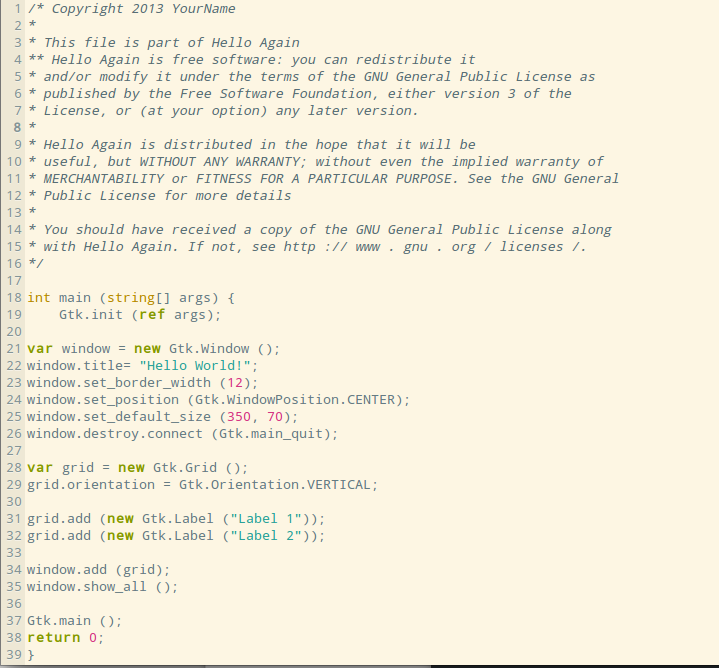 1 /* Copyright 2013 YourName
2 *
3 * This file is part of Hello Again
4 ** Hello Again is free software: you can redistribute it
5 * and/or modify it under the terms of the GNU General Public License as
6 * published by the Free Software Foundation, either version 3 of the
7 * License, or (at your option) any later version.
8 *
9 * Hello Again is distributed in the hope that it will be
10 * useful, but WITHOUT ANY WARRANTY; without even the implied warranty of
11 * MERCHANTABILITY or FITNESS FOR A PARTICULAR PURPOSE. See the GNU General
12 * Public License for more details
13 *
14 * You should have received a copy of the GNU General Public License along
15 * with Hello Again. If not, see http :// www . gnu . org / licenses /.
16 */
17
18 int main (string[] args) {
19     Gtk.init (ref args);
20
21 var window = new Gtk.Window ();
22 window.title= "Hello World!";
23 window.set_border_width (12);
24 window.set_position (Gtk.WindowPosition.CENTER);
25 window.set_default_size (350, 70);
26 window.destroy.connect (Gtk.main_quit);
27
28 var grid = new Gtk.Grid ();
29 grid.orientation = Gtk.Orientation.VERTICAL;
30
31 grid.add (new Gtk.Label ("Label 1"));
32 grid.add (new Gtk.Label ("Label 2"));
33
34 window.add (grid);
35 window.show_all ();
36
37 Gtk.main ();
38 return 0;
39 }